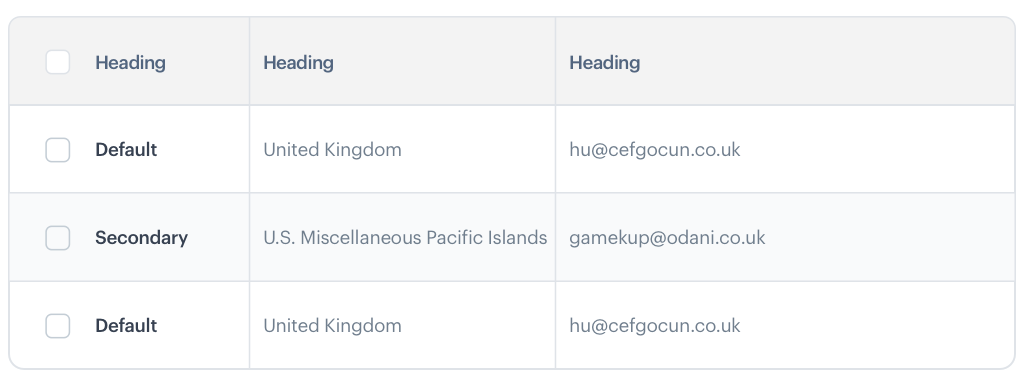 Heading Heading Heading
Default United Kingdom hu@cefgocun.co.uk
Secondary U.S. Miscellaneous Pacific Islands gamekup@odani.co.uk
Default United Kingdom hu@cefgocun.co.uk